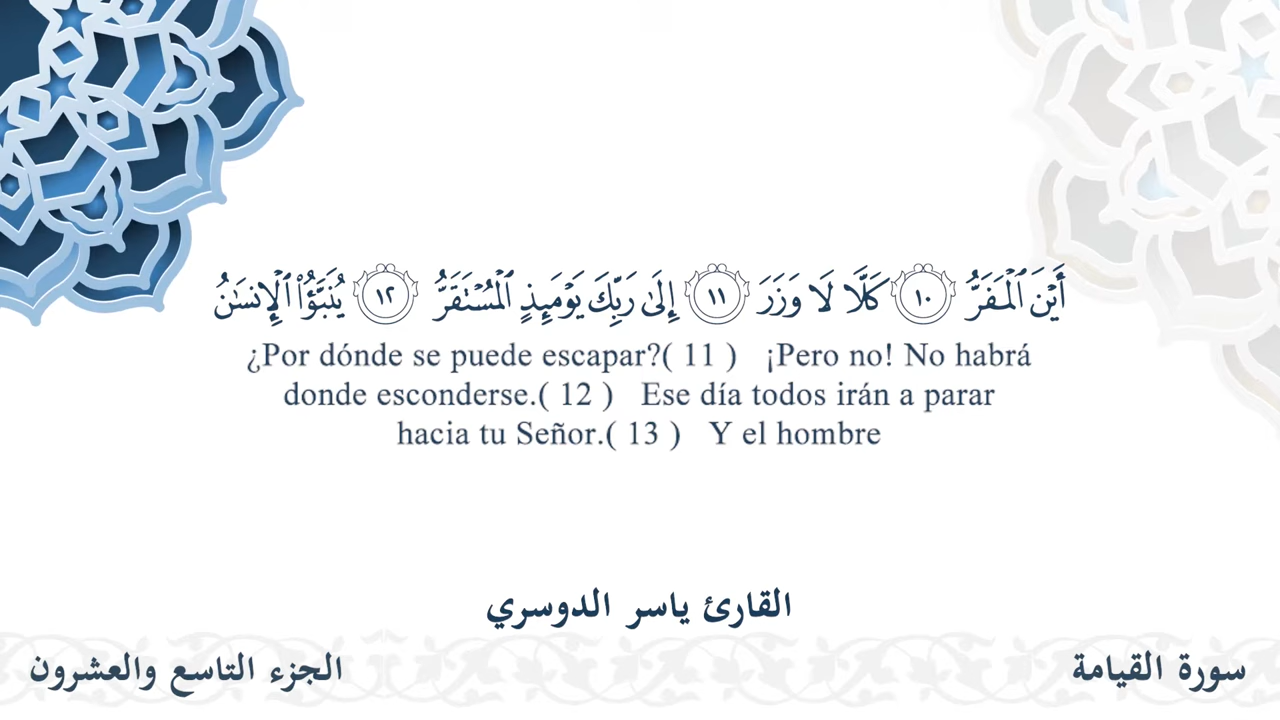 أَيْنَ ٱلْمَفَرُّ ١٠ كَلَّا لَا وَزَرَ ١١ إِلَىٰ رَبِّكَ يَوْمَئِذٍ ٱلْمُسْتَقَرُّ ١٢ يُنَبَّؤُا۟ ٱلْإِنسَـٰنُ
¿Por dónde se puede escapar?( 11 ) ¡Pero no! No habrá
donde esconderse.( 12 ) Ese día todos irán a parar
hacia tu Señor.( 13 ) Y el hombre
القارئ ياسر الدوسري
سورة القيامة
الجزء التاسع والعشرون